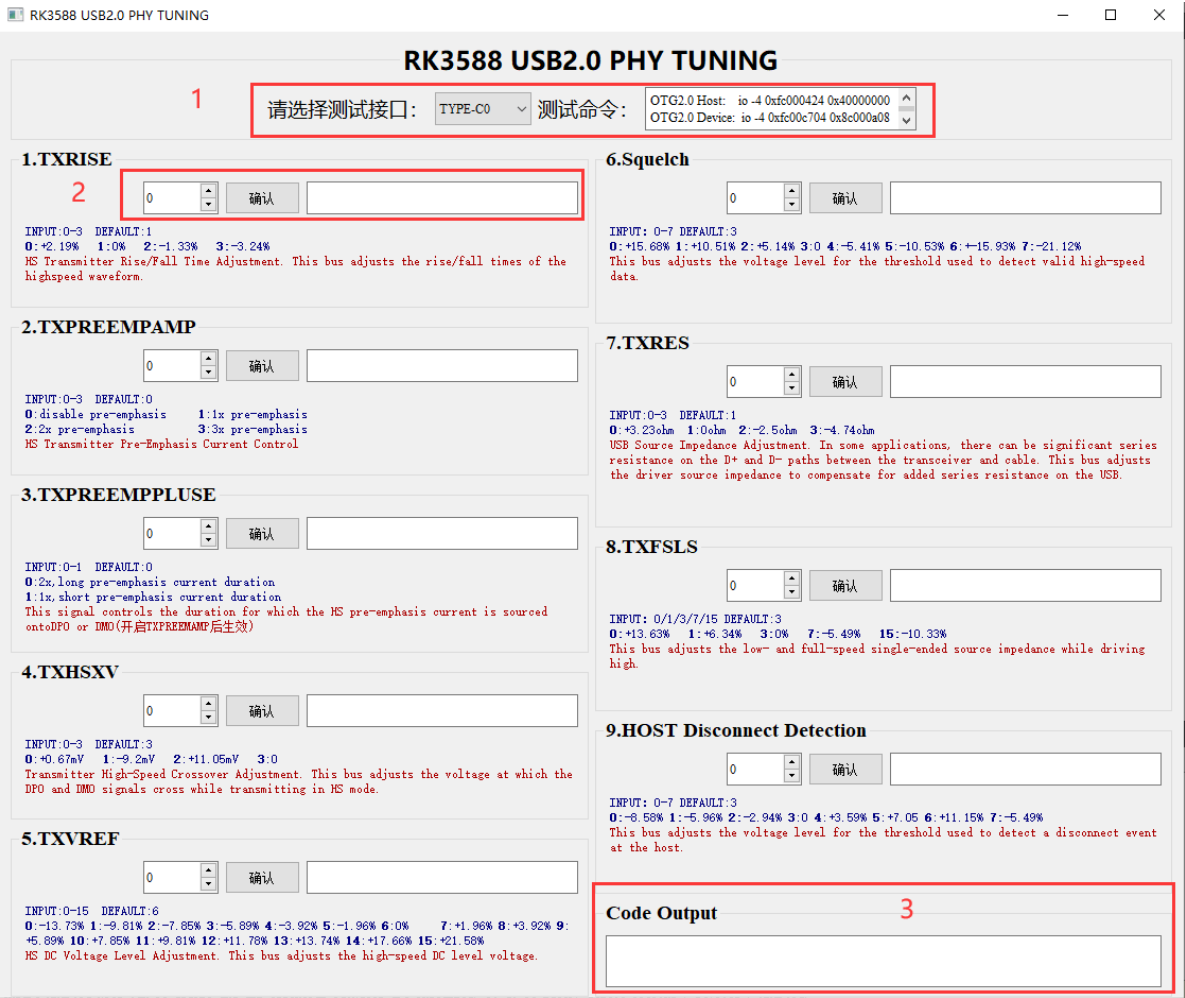 RK3588 USB2.0 PHY TUNING
RK3588 USB2.0 PHY TUNING
1
请选择测试接口： TYPE-C0 测试命令：
OTG2.0 Host: io -4 0xfc000424 0x40000000
OTG2.0 Device: io -4 0xfc00c704 0x8c000a08
1.TXRISE
2
0 确认
INPUT:0-3 DEFAULT:1
0:+2.19% 1:0% 2:-1.33% 3:-3.24%
HS Transmitter Rise/Fall Time Adjustment. This bus adjusts the rise/fall times of the
highspeed waveform.
2.TXPREEMPAMP
0 确认
INPUT:0-3 DEFAULT:0
0:disable pre-emphasis 1:1x pre-emphasis
2:2x pre-emphasis 3:3x pre-emphasis
HS Transmitter Pre-Emphasis Current Control
3.TXPREEMPPLUSE
0 确认
INPUT:0-1 DEFAULT:0
0:2x,long pre-emphasis current duration
1:1x,short pre-emphasis current duration
This signal controls the duration for which the HS pre-emphasis current is sourced
ontoDPO or DMO(开启TXPREEMAMP后生效)
4.TXHSXV
0 确认
INPUT:0-3 DEFAULT:3
0:+0.67mV 1:-9.2mV 2:+11.05mV 3:0
Transmitter High-Speed Crossover Adjustment. This bus adjusts the voltage at which the
DPO and DMO signals cross while transmitting in HS mode.
5.TXVREF
0 确认
INPUT:0-15 DEFAULT:6
0:-13.73% 1:-9.81% 2:-7.85% 3:-5.89% 4:-3.92% 5:-1.96% 6:0% 7:+1.96% 8:+3.92% 9:
+5.89% 10:+7.85% 11:+9.81% 12:+11.78% 13:+13.74% 14:+17.66% 15:+21.58%
HS DC Voltage Level Adjustment. This bus adjusts the high-speed DC level voltage.
6.Squelch
0 确认
INPUT: 0-7 DEFAULT:3
0:+15.68% 1:+10.51% 2:+5.14% 3:0 4:-5.41% 5:-10.53% 6:+-15.93% 7:-21.12%
This bus adjusts the voltage level for the threshold used to detect valid high-speed
data.
7.TXRES
0 确认
INPUT:0-3 DEFAULT:1
0:+3.23ohm 1:0ohm 2:-2.5ohm 3:-4.74ohm
USB Source Impedance Adjustment. In some applications, there can be significant series
resistance on the D+ and D- paths between the transceiver and cable. This bus adjusts
the driver source impedance to compensate for added series resistance on the USB.
8.TXFSLS
0 确认
INPUT: 0/1/3/7/15 DEFAULT:3
0:+13.63% 1:+6.34% 3:0% 7:-5.49% 15:-10.33%
This bus adjusts the low- and full-speed single-ended source impedance while driving
high.
9.HOST Disconnect Detection
0 确认
INPUT: 0-7 DEFAULT:3
0:-8.58% 1:-5.96% 2:-2.94% 3:0 4:+3.59% 5:+7.05 6:+11.15% 7:-5.49%
This bus adjusts the voltage level for the threshold used to detect a disconnect event
at the host.
Code Output
3